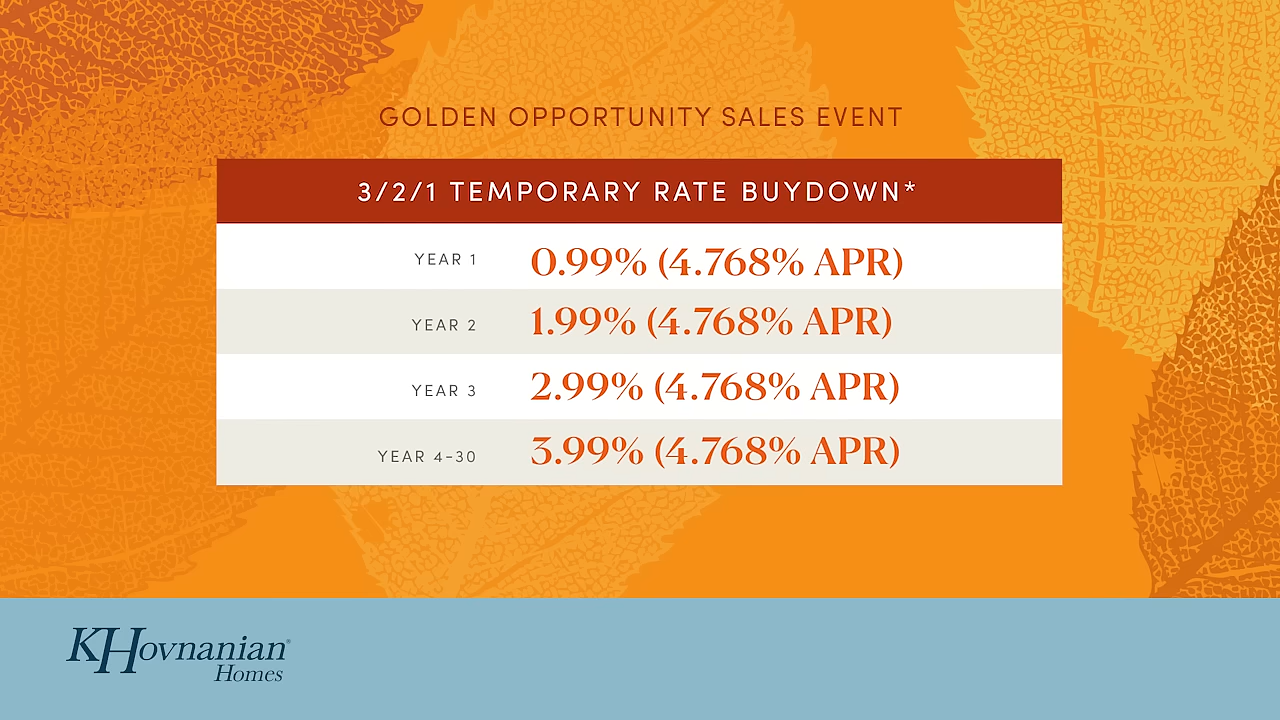 GOLDEN OPPORTUNITY SALES EVENT
3/2/1 TEMPORARY RATE BUYDOWN*
YEAR 1 0.99% (4.768% APR)
YEAR 2 1.99% (4.768% APR)
YEAR 3 2.99% (4.768% APR)
YEAR 4-30 3.99% (4.768% APR)
KHovnanian®
Homes